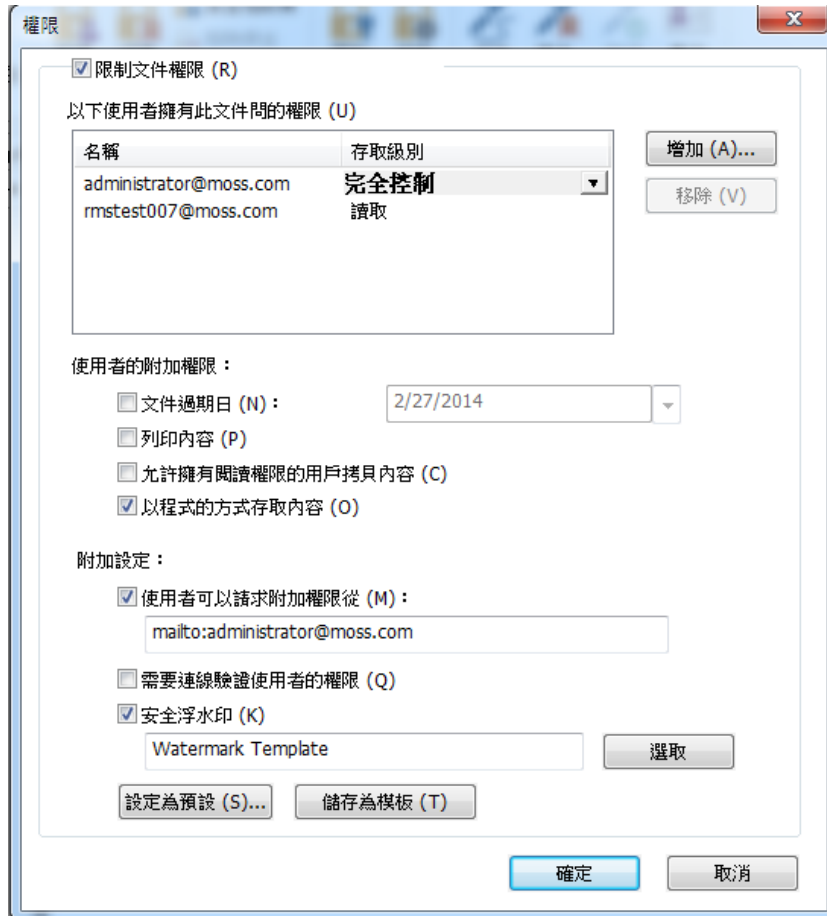 權限
限制文件權限 (R)
以下使用者擁有此文件問的權限 (U)
名稱 存取級別
administrator@moss.com 完全控制
rmstest007@moss.com 讀取
增加 (A)...
移除 (V)
使用者的附加權限：
文件過期日 (N)： 2/27/2014
列印內容 (P)
允許擁有閱讀權限的用戶拷貝內容 (C)
以程式的方式存取內容 (O)
附加設定：
使用者可以請求附加權限從 (M)：
mailto:administrator@moss.com
需要連線驗證使用者的權限 (Q)
安全浮水印 (K)
Watermark Template 選取
設定為預設 (S)... 儲存為模板 (T)
確定 取消